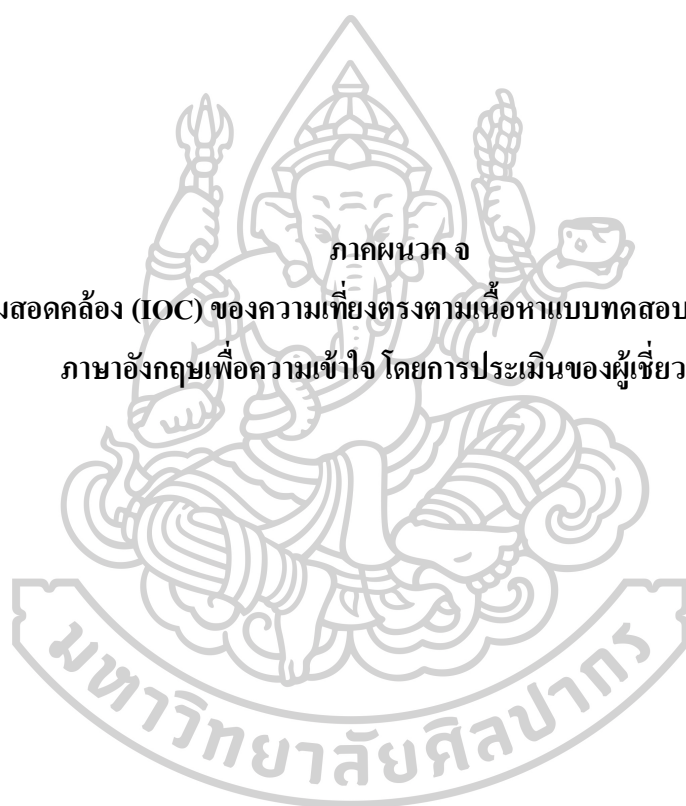 ภาคผนวก จ
มสอดคล้อง (IOC) ของความเที่ยงตรงตามเนื้อหาแบบทดสอบ
ภาษาอังกฤษเพื่อความเข้าใจ โดยการประเมินของผู้เชี่ยว
มหาวิทยาลัยศิลปากร